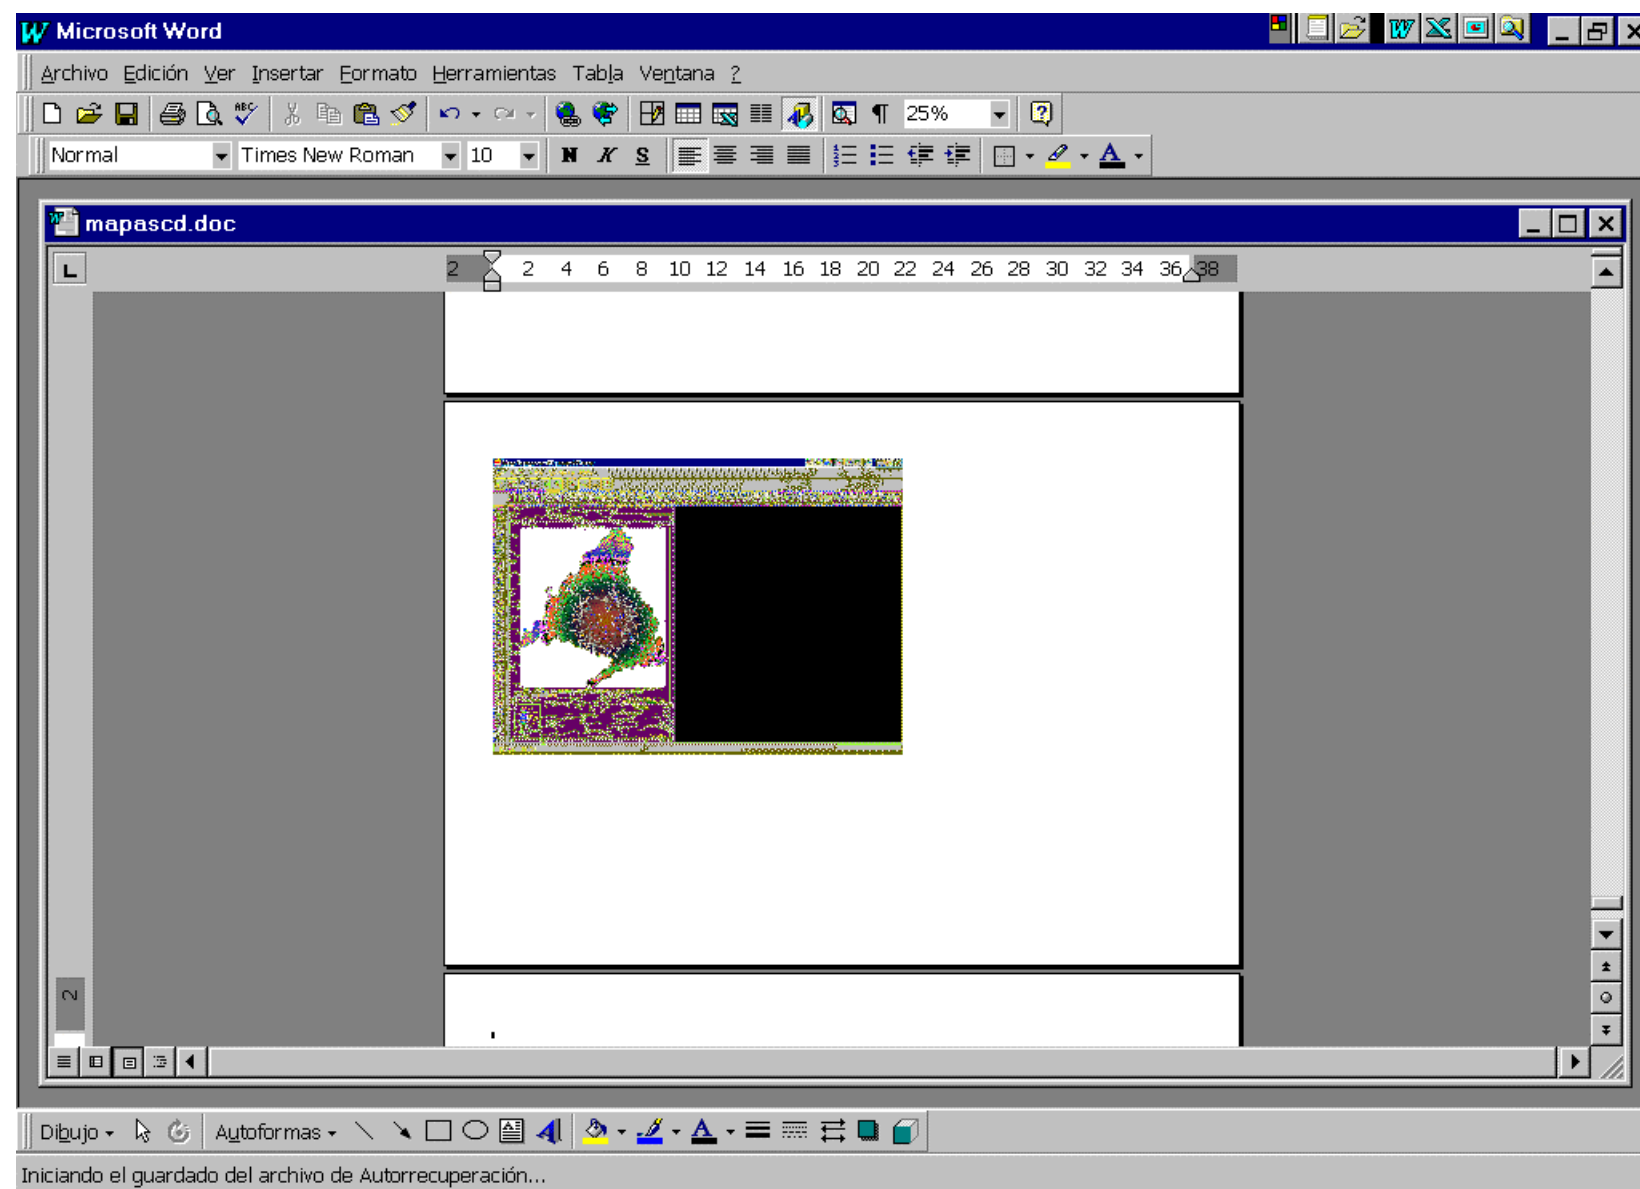 Microsoft Word
Archivo Edición Ver Insertar Formato Herramientas Tabla Ventana ?
25%
Normal Times New Roman 10 N K S
mapascd.doc
2 2 4 6 8 10 12 14 16 18 20 22 24 26 28 30 32 34 36 38
2
Dibujo Autoformas
Iniciando el guardado del archivo de Autorrecuperación...